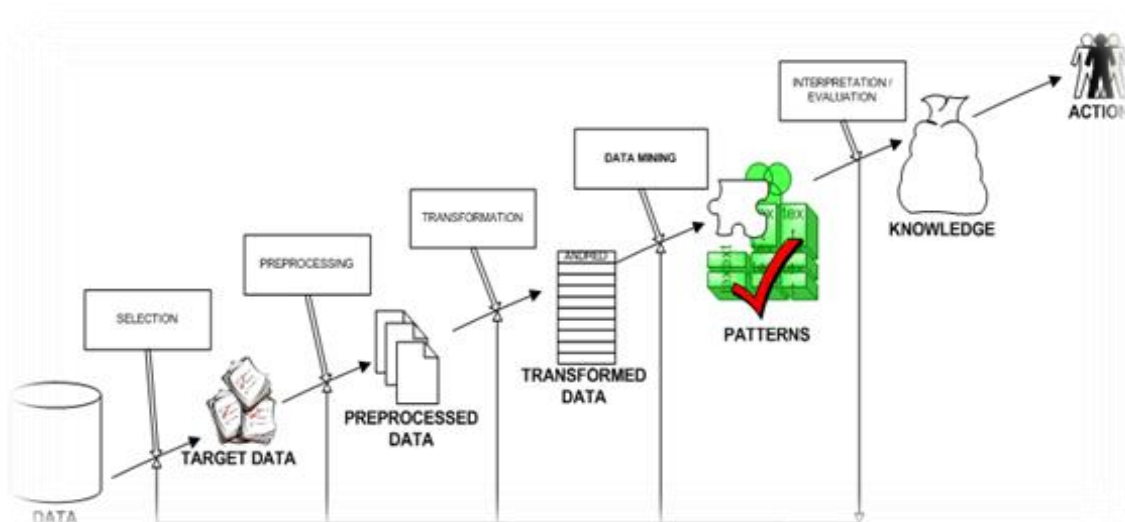 INTERPRETATION /
EVALUATION
ACTION
DATA MINING
KNOWLEDGE
TRANSFORMATION
PATTERNS
PREPROCESSING
TRANSFORMED
DATA
SELECTION
PREPROCESSED
DATA
TARGET DATA
DATA